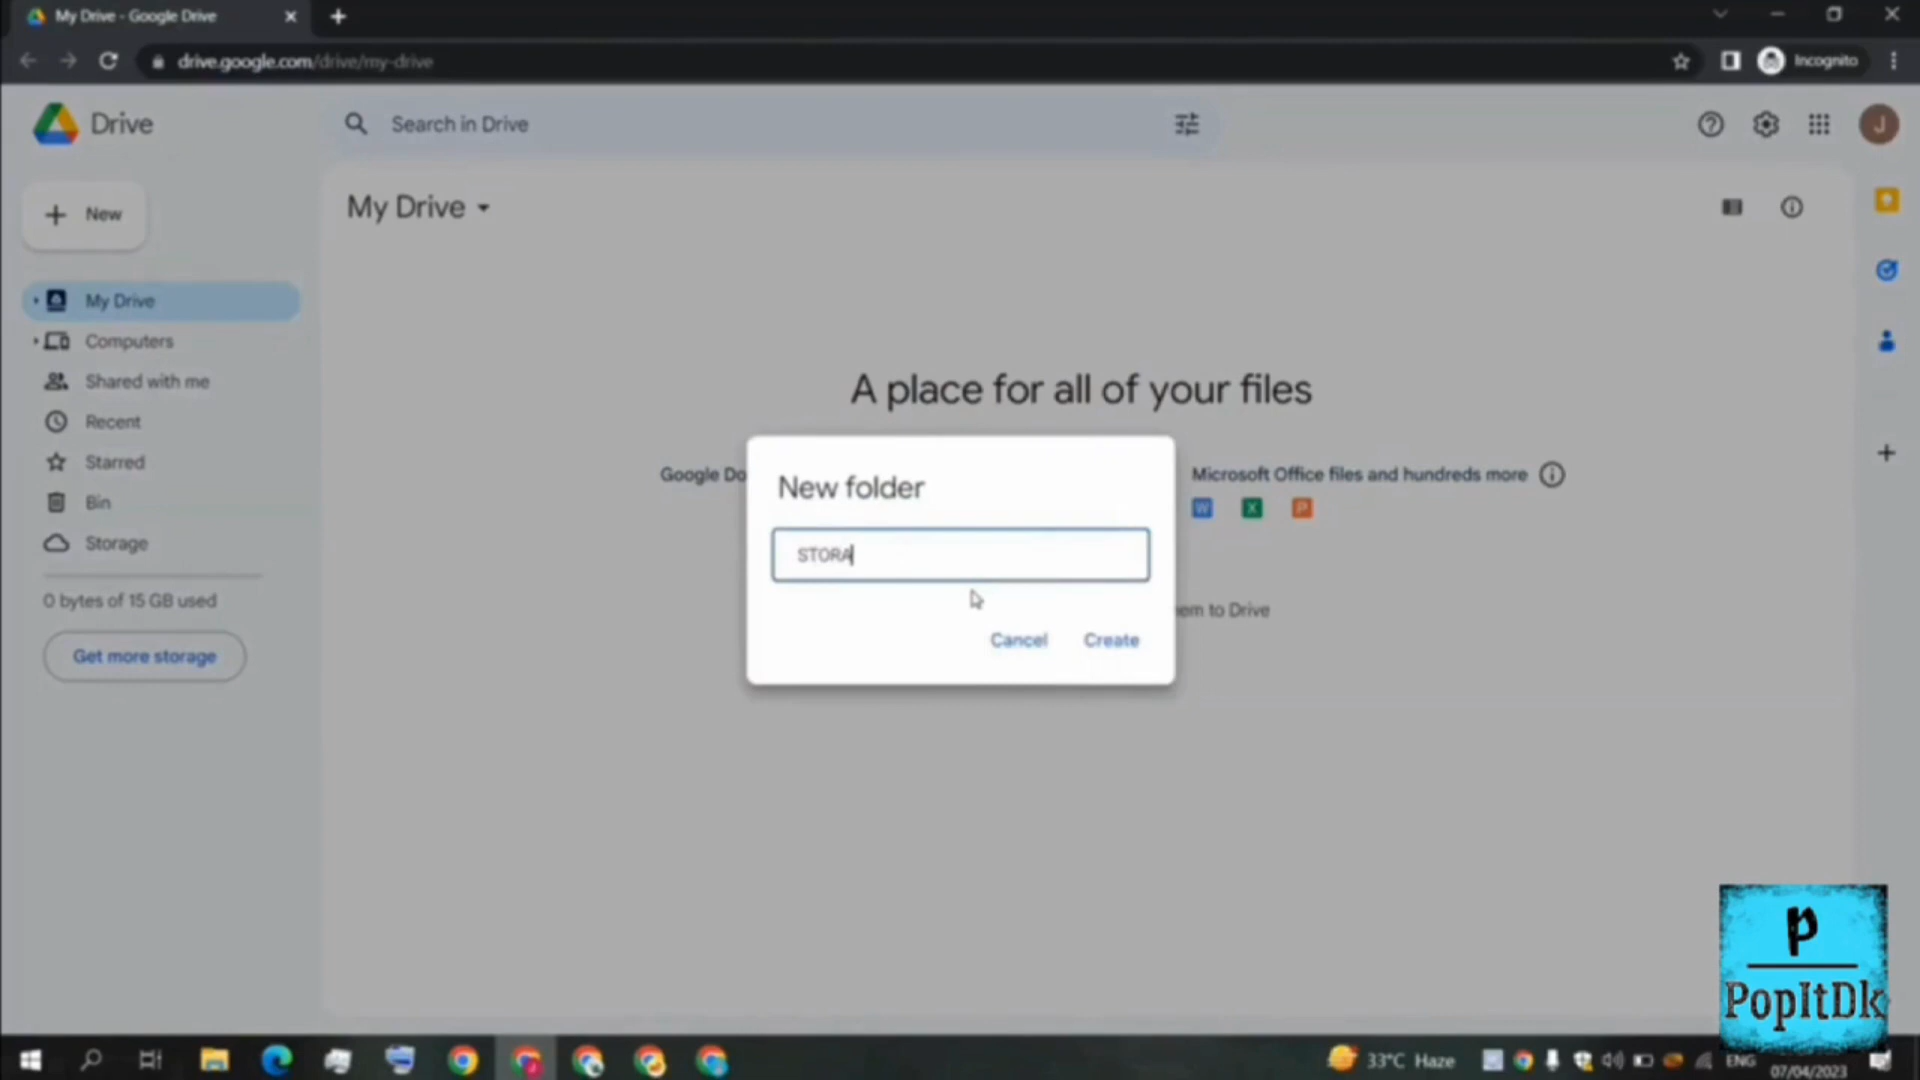 My Drive - Google Drive
drive.google.com/drive/my-drive
Incognito
Drive
Search in Drive
J
New
My Drive
My Drive
Computers
Shared with me
Recent
Starred
Bin
Storage
0 bytes of 15 GB used
Get more storage
A place for all of your files
Google Do
Microsoft Office files and hundreds more
W X P
New folder
STORA
em to Drive
Cancel Create
P
PopItDk
33°C Haze
ENG
07/04/2023